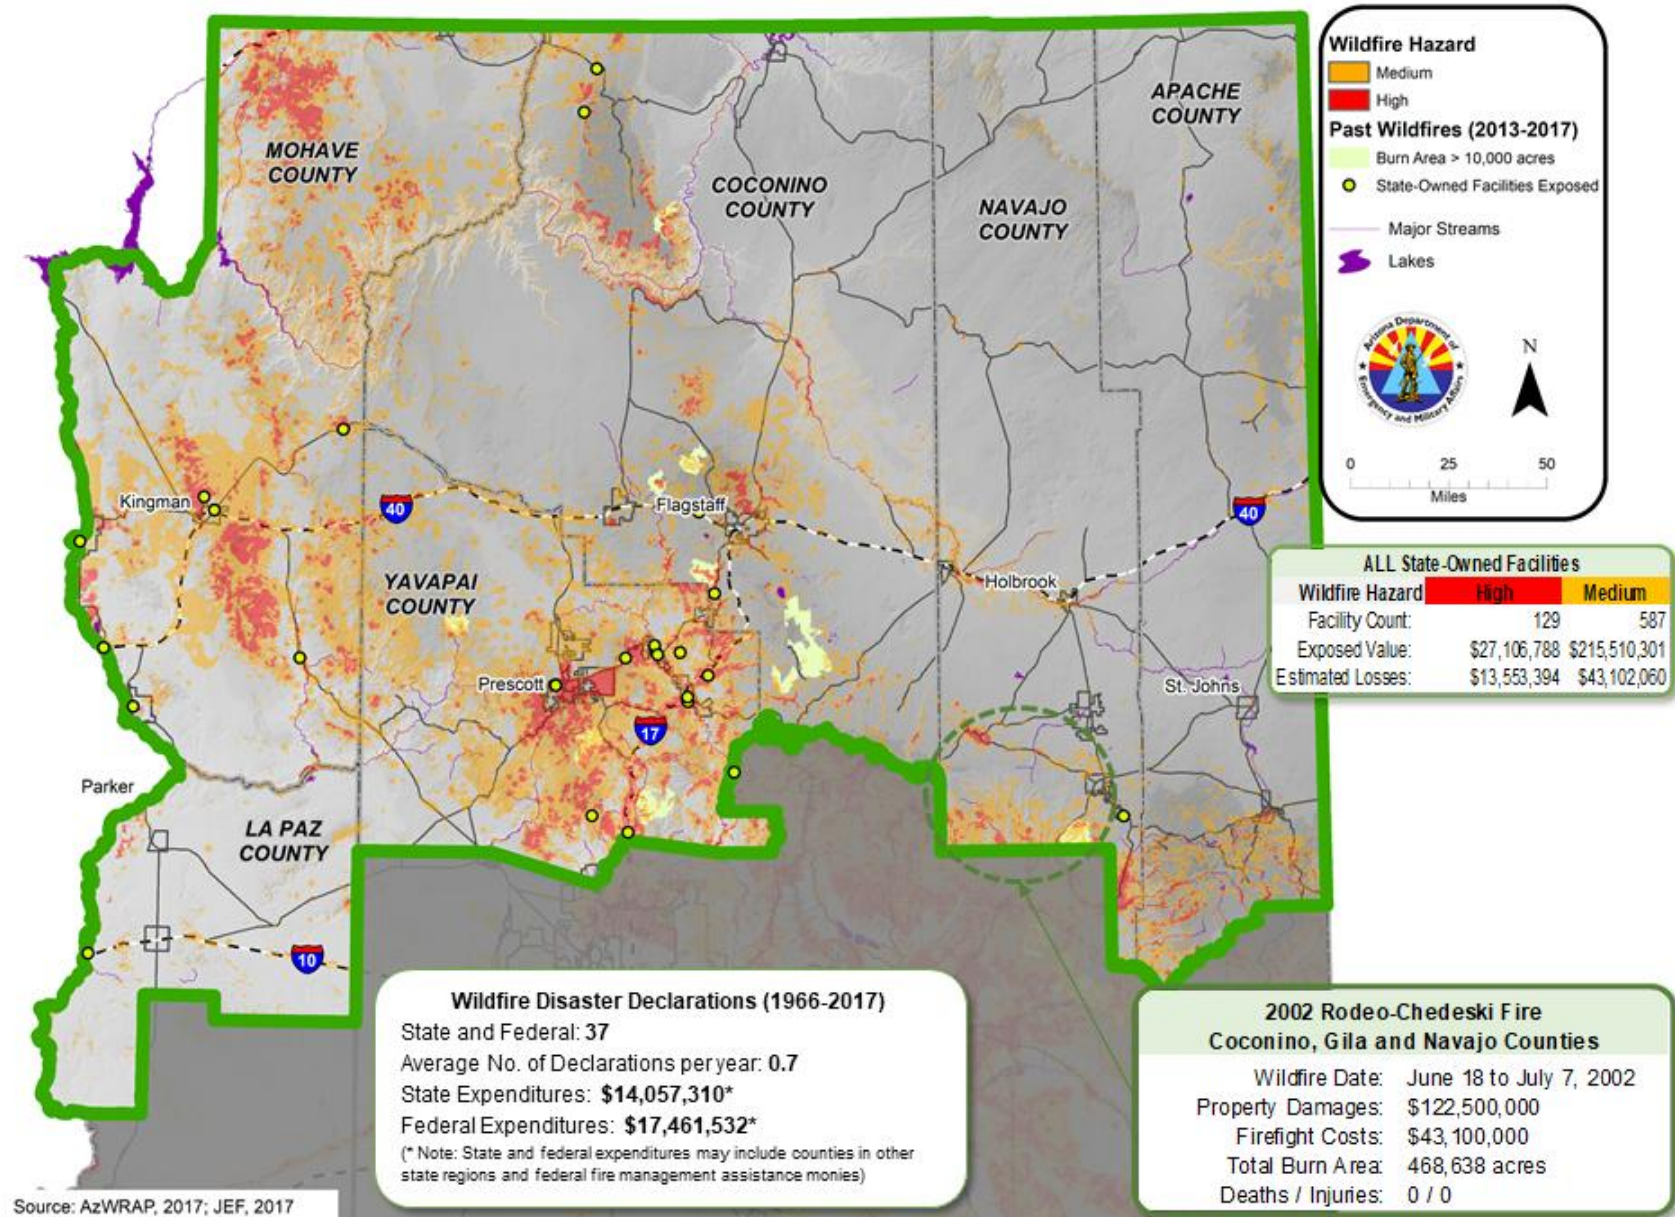 Wildfire Hazard
Medium
High
Past Wildfires (2013-2017)
Burn Area > 10,000 acres
State-Owned Facilities Exposed
Major Streams
Lakes
Arizona Department of
Emergency and Military Affairs
N
0 25 50
Miles
MOHAVE
COUNTY
COCONINO
COUNTY
NAVAJO
COUNTY
APACHE
COUNTY
Kingman
40
Flagstaff
40
YAVAPAI
COUNTY
Holbrook
Prescott
St. Johns
17
Parker
LA PAZ
COUNTY
10
ALL State-Owned Facilities
Wildfire Hazard High Medium
Facility Count: 129 587
Exposed Value: $27,106,788 $215,510,301
Estimated Losses: $13,553,394 $43,102,060
Wildfire Disaster Declarations (1966-2017)
State and Federal: 37
Average No. of Declarations per year: 0.7
State Expenditures: $14,057,310*
Federal Expenditures: $17,461,532*
(* Note: State and federal expenditures may include counties in other
state regions and federal fire management assistance monies)
2002 Rodeo-Chedeski Fire
Coconino, Gila and Navajo Counties
Wildfire Date: June 18 to July 7, 2002
Property Damages: $122,500,000
Firefight Costs: $43,100,000
Total Burn Area: 468,638 acres
Deaths / Injuries: 0 / 0
Source: AzWRAP, 2017; JEF, 2017